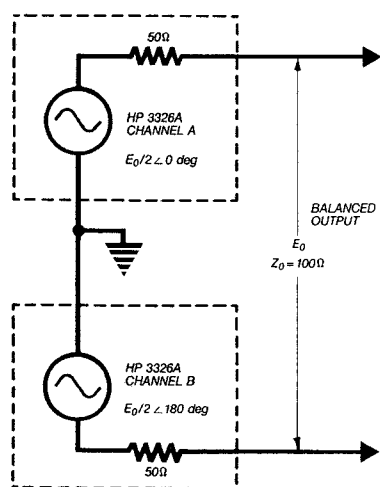 50Ω
HP 3326A
CHANNEL A
E₀/2 ∠0 deg
BALANCED
OUTPUT
E₀
Z₀ = 100Ω
HP 3326A
CHANNEL B
E₀/2 ∠180 deg
50Ω